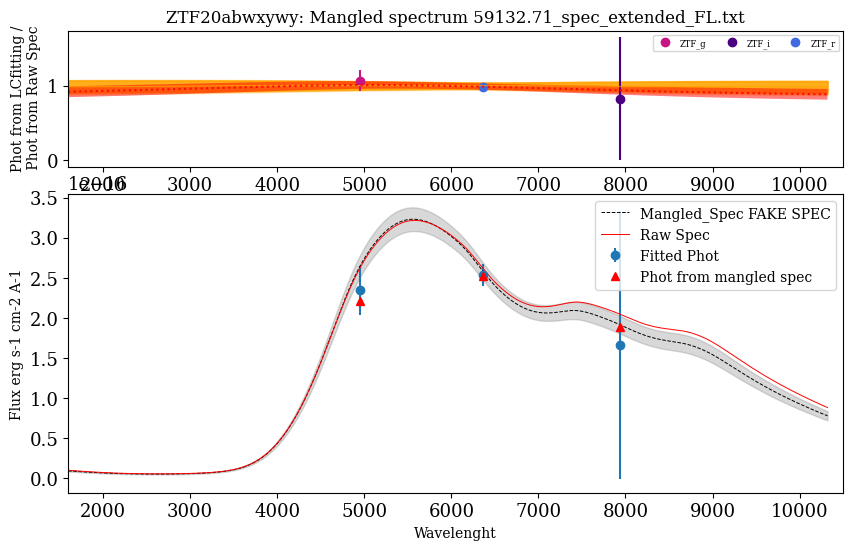 ZTF20abwxywy: Mangled spectrum 59132.71_spec_extended_FL.txt
Phot from LCfitting /
Phot from Raw Spec
ZTF_g ZTF_i ZTF_r
1
0
2000 3000 4000 5000 6000 7000 8000 9000 10000
1e−16
Flux erg s-1 cm-2 A-1
3.5
3.0
2.5
2.0
1.5
1.0
0.5
0.0
Mangled_Spec FAKE SPEC
Raw Spec
Fitted Phot
Phot from mangled spec
2000 3000 4000 5000 6000 7000 8000 9000 10000
Wavelenght